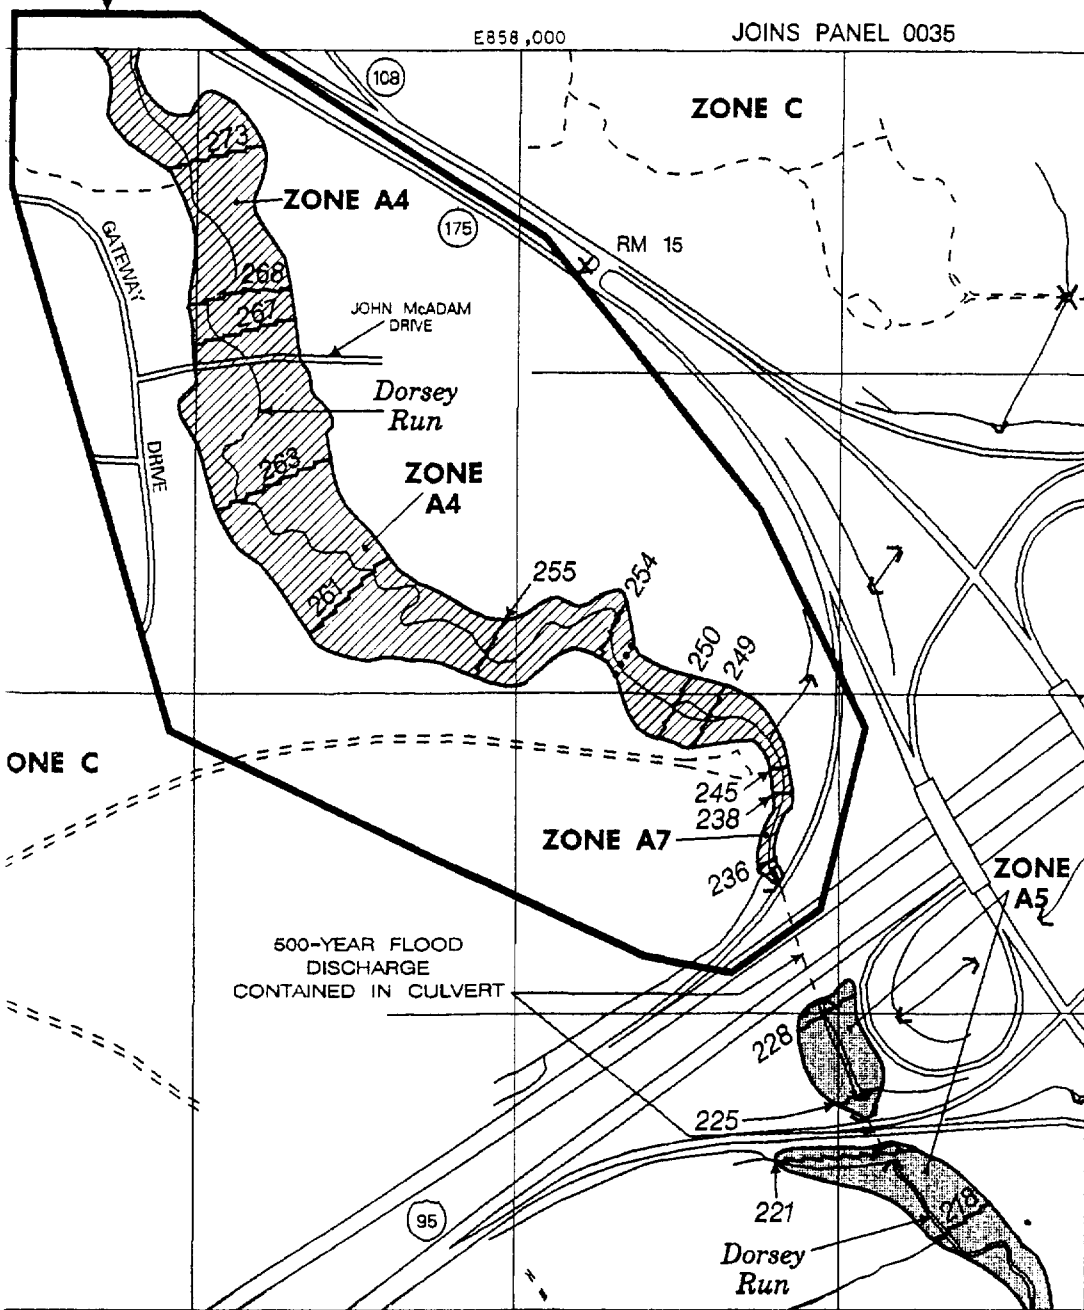 E858,000
JOINS PANEL 0035
108
ZONE C
273
ZONE A4
175
RM 15
GATEWAY
DRIVE
268
267
JOHN McADAM
DRIVE
Dorsey
Run
263
ZONE
A4
261
255
254
250
249
ONE C
245
238
ZONE A7
236
ZONE
A5
500-YEAR FLOOD
DISCHARGE
CONTAINED IN CULVERT
228
225
221
218
95
Dorsey
Run